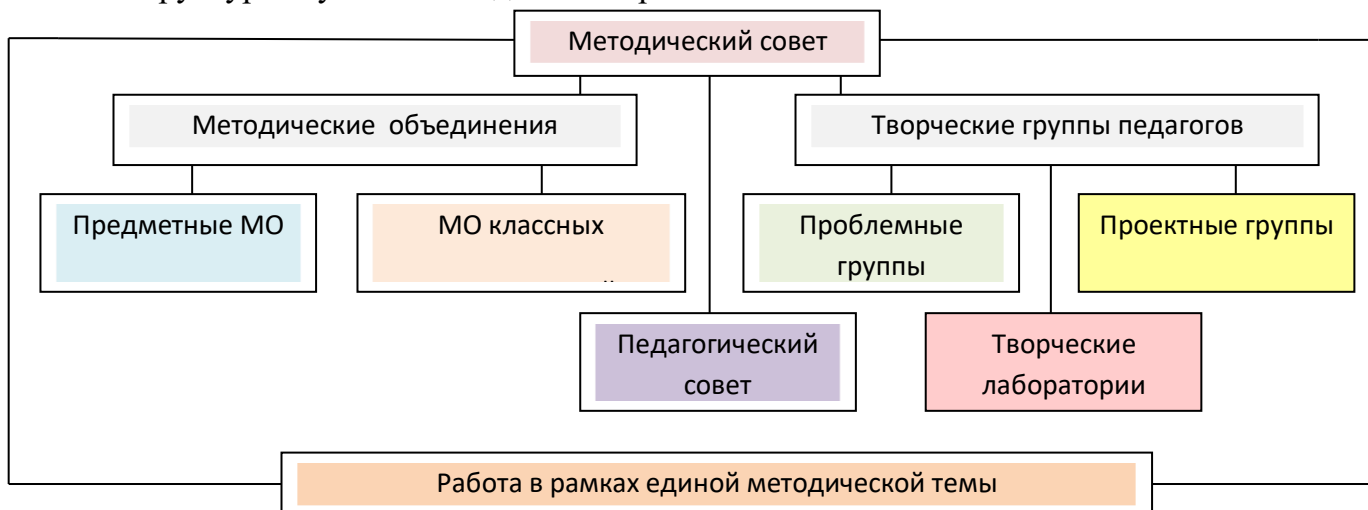 Методический совет
Методические объединения
Творческие группы педагогов
Предметные МО
МО классных
Проблемные
группы
Проектные группы
Педагогический
совет
Творческие
лаборатории
Работа в рамках единой методической темы